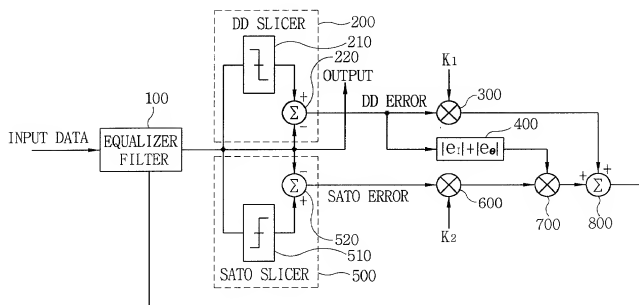 DD SLICER
200
210
220
OUTPUT
K1
300
100
DD ERROR
400
INPUT DATA
EQUALIZER
FILTER
|eI|+|eθ|
SATO ERROR
600
700
800
520
K2
510
SATO SLICER
500